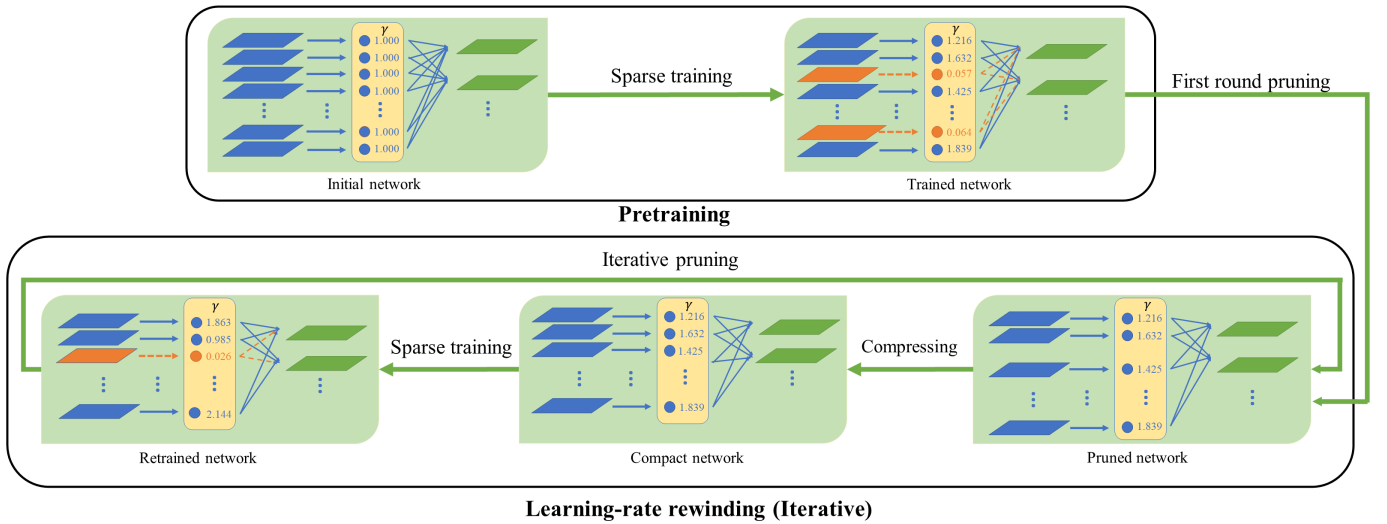 γ
1.000
1.000
1.000
1.000
1.000
1.000
Initial network
Sparse training
γ
1.216
1.632
0.057
1.425
0.064
1.839
Trained network
First round pruning
Pretraining
Iterative pruning
γ
1.863
0.985
0.026
2.144
Retrained network
Sparse training
γ
1.216
1.632
1.425
1.839
Compact network
Compressing
γ
1.216
1.632
1.425
1.839
Pruned network
Learning-rate rewinding (Iterative)